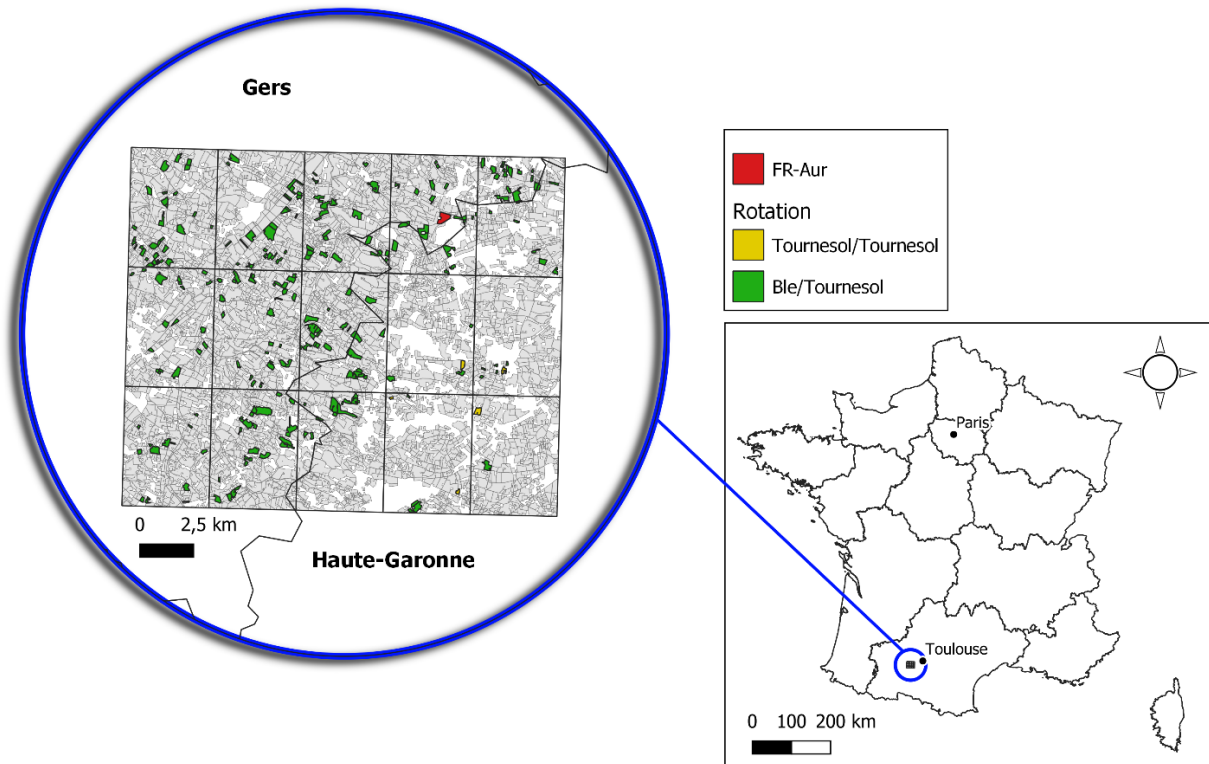 Gers
0 2,5 km
Haute-Garonne
FR-Aur
Rotation
Tournesol/Tournesol
Ble/Tournesol
Paris
Toulouse
0 100 200 km